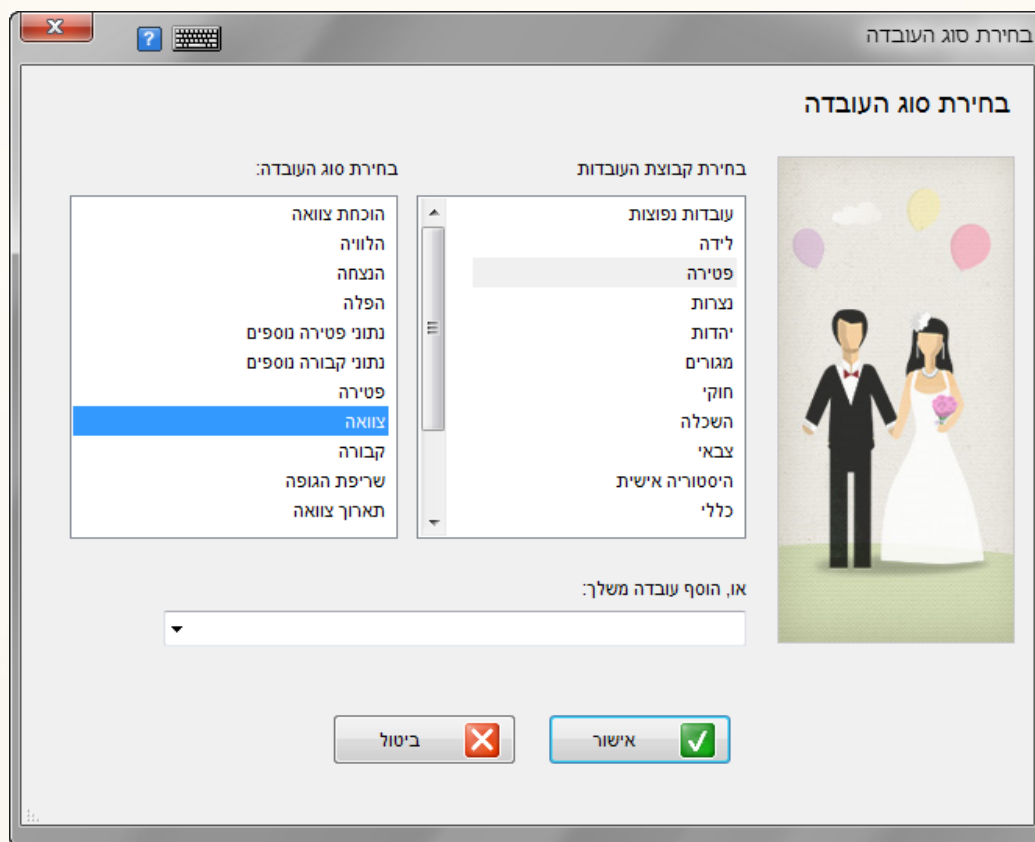 בחירת סוג העובדה
בחירת סוג העובדה
בחירת קבוצת העובדות
עובדות נפוצות
לידה
פטירה
נצרות
יהדות
מגורים
חוקי
השכלה
צבאי
היסטוריה אישית
כללי
בחירת סוג העובדה:
הוכחת צוואה
הלוויה
הנצחה
הפלה
נתוני פטירה נוספים
נתוני קבורה נוספים
פטירה
צוואה
קבורה
שריפת הגופה
תארוך צוואה
או, הוסף עובדה משלך:
אישור
ביטול